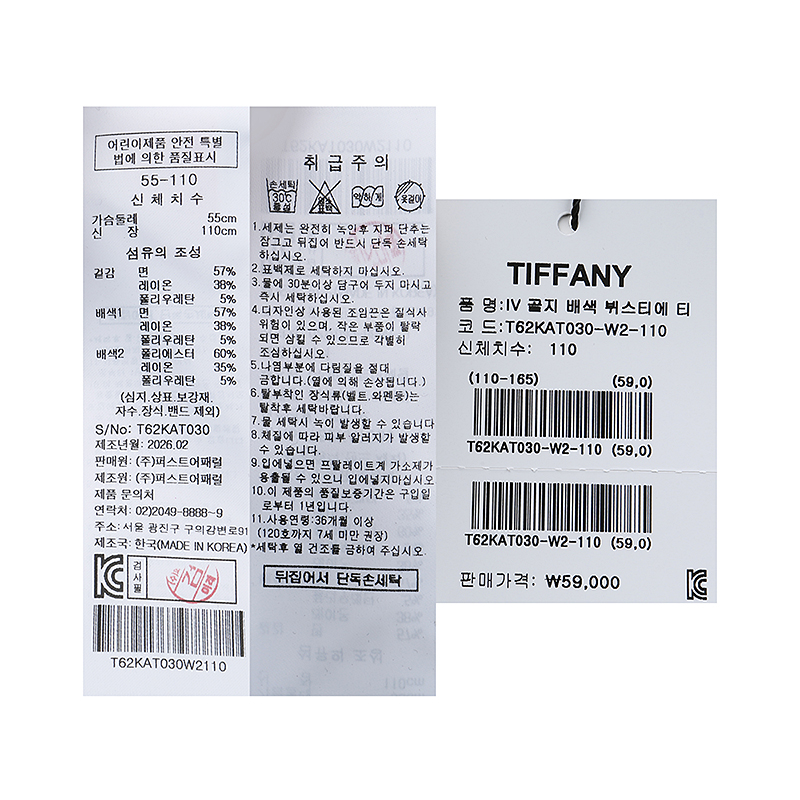 어린이제품 안전 특별
법에 의한 품질표시
55-110
신 체 치 수
가슴둘레 55cm
신 장 110cm
섬유의 조성
겉감 면 57%
레이온 38%
폴리우레탄 5%
배색1 면 57%
레이온 38%
폴리우레탄 5%
배색2 폴리에스터 60%
레이온 35%
폴리우레탄 5%
(심지.상표.보강재.
자수.장식.밴드 제외)
S/No: T62KAT030
제조년월: 2026.02
판매원: (주)퍼스트어패럴
제조원: (주)퍼스트어패럴
제품 문의처
연락처: 02)2049-8888~9
주소: 서울 광진구 구의강변로91
제조국: 한국(MADE IN KOREA)
검
사
필
T62KAT030W2110
취 급 주 의
손세탁
30℃
중성
약하게
옷걸이
1.세제는 완전히 녹인후 지퍼 단추는
잠그고 뒤집어 반드시 단독 손세탁
하십시오.
2.표백제로 세탁하지 마십시오.
3.물에 30분이상 담구어 두지 마시고
즉시 세탁하십시오.
4.디자인상 사용된 조임끈은 질식사
위험이 있으며, 작은 부품이 탈락
되면 삼킬 수 있으므로 각별히
조심하십시오.
5.나염부분에 다림질을 절대
금합니다.(열에 의해 손상됩니다.)
6.탈부착인 장식류(벨트.와펜등)는
탈착후 세탁바랍니다.
7.물 세탁시 녹이 발생할 수 있습니다
8.체질에 따라 피부 알러지가 발생할
수 있습니다.
9.입에넣으면 프탈레이트계 가소제가
용출될 수 있으니 입에넣지마십시오
10.이 제품의 품질보증기간은 구입일
로부터 1년입니다.
11.사용연령:36개월 이상
(120호까지 7세 미만 권장)
*세탁후 열 건조를 금하여 주십시오.
뒤집어서 단독손세탁
TIFFANY
품 명:IV 골지 배색 뷔스티에 티
코 드:T62KAT030-W2-110
신체치수: 110
(110-165) (59,0)
T62KAT030-W2-110 (59,0)
T62KAT030-W2-110 (59,0)
판매가격: ₩59,000